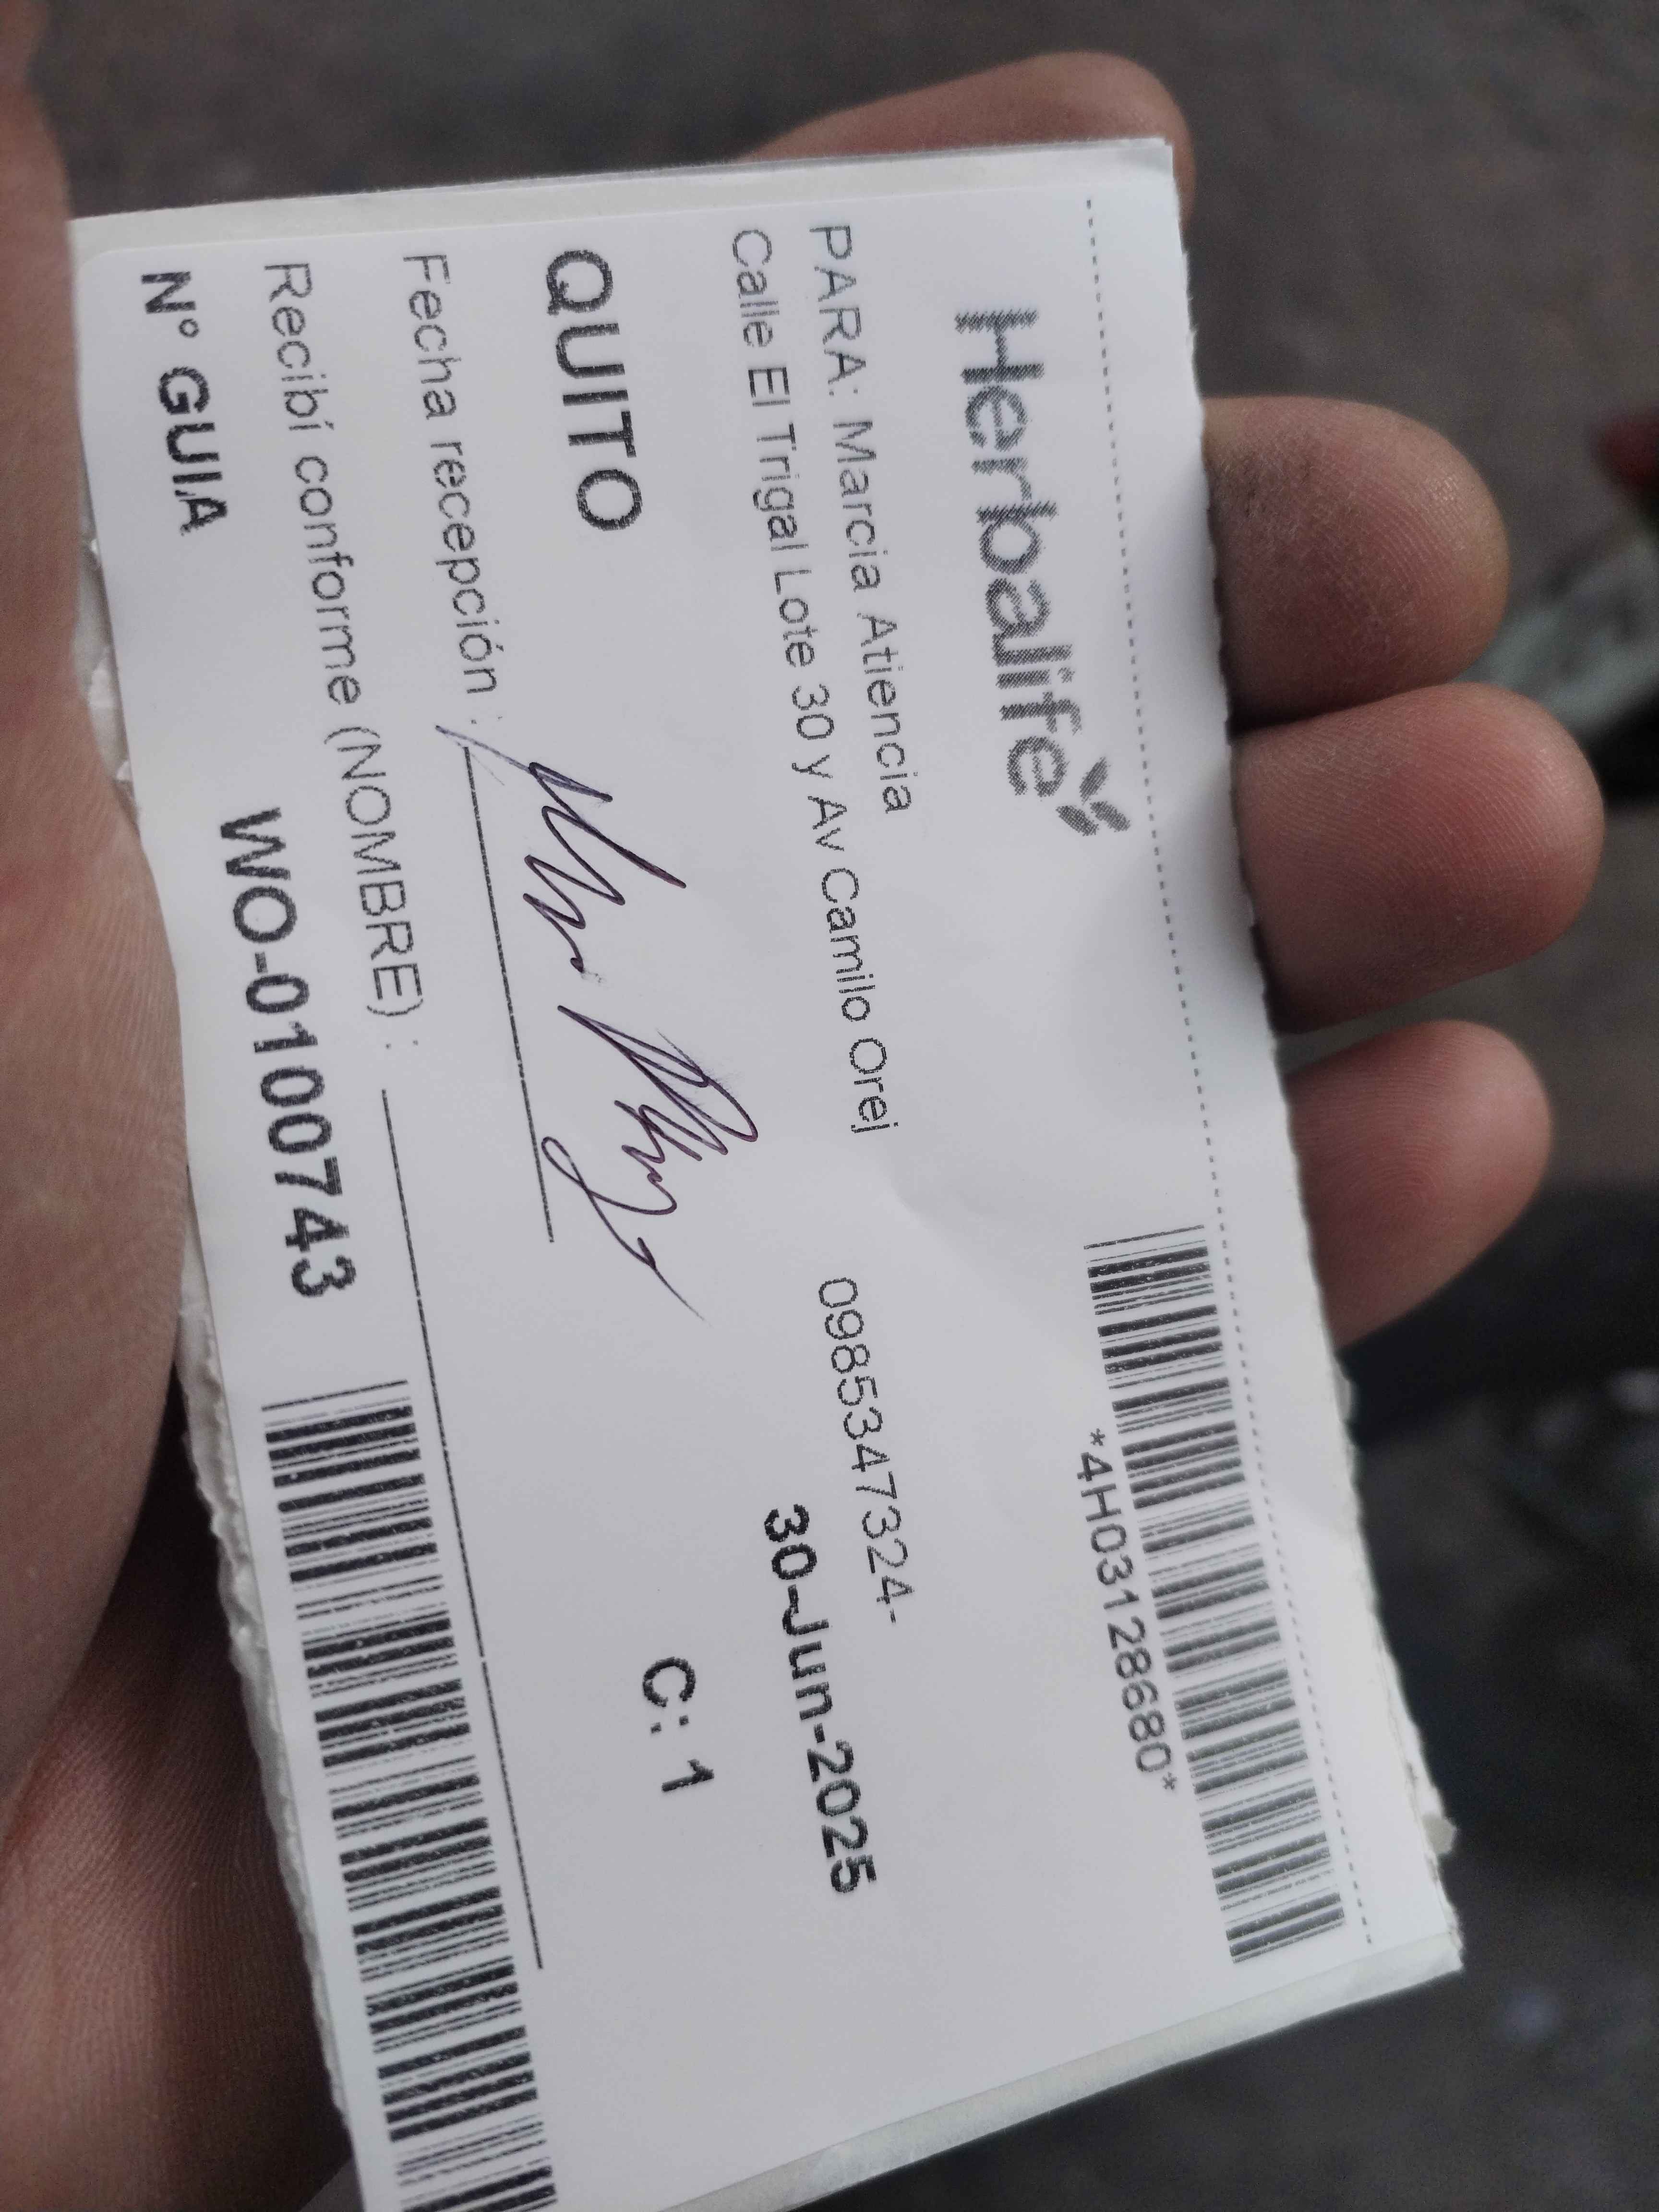 Herbalife
*4H03128680*
PARA: Marcia Atiencia
0985347324-
Calle El Trigal Lote 30 y Av Camilo Orej
30-Jun-2025
QUITO
C: 1
Fecha recepción :
Recibí conforme (NOMBRE) :
N° GUIA WO-0100743